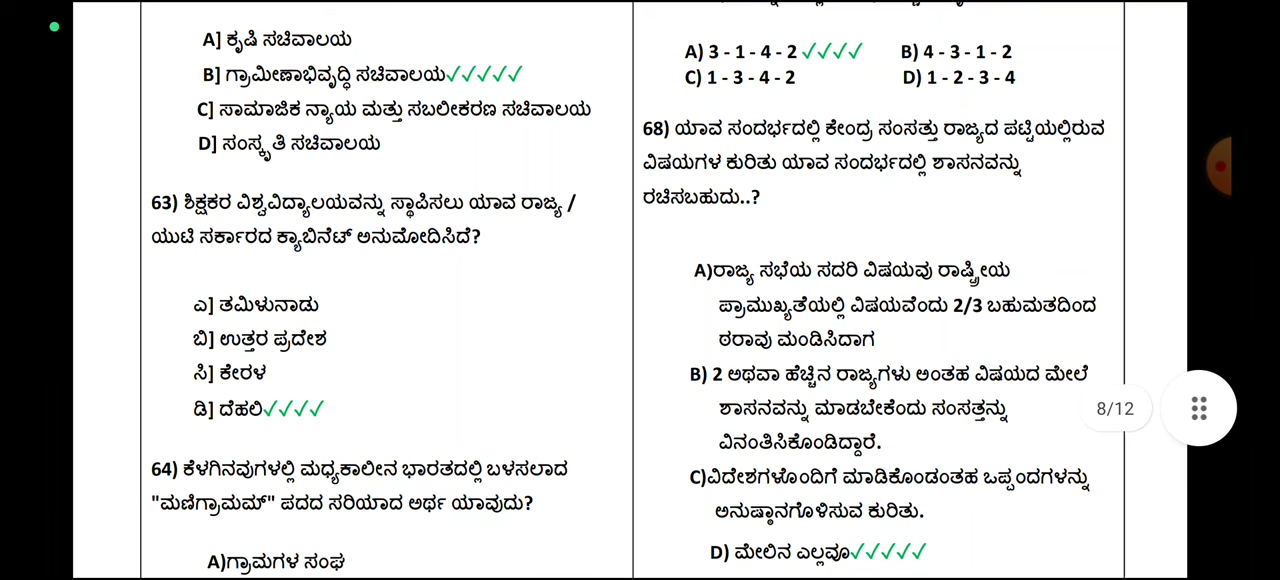 A] ಕೃಷಿ ಸಚಿವಾಲಯ
B] ಗ್ರಾಮೀಣಾಭಿವೃದ್ಧಿ ಸಚಿವಾಲಯ✓✓✓✓✓
C] ಸಾಮಾಜಿಕ ನ್ಯಾಯ ಮತ್ತು ಸಬಲೀಕರಣ ಸಚಿವಾಲಯ
D] ಸಂಸ್ಕೃತಿ ಸಚಿವಾಲಯ
63) ಶಿಕ್ಷಕರ ವಿಶ್ವವಿದ್ಯಾಲಯವನ್ನು ಸ್ಥಾಪಿಸಲು ಯಾವ ರಾಜ್ಯ /
ಯುಟಿ ಸರ್ಕಾರದ ಕ್ಯಾಬಿನೆಟ್ ಅನುಮೋದಿಸಿದೆ?
ಎ] ತಮಿಳುನಾಡು
ಬಿ] ಉತ್ತರ ಪ್ರದೇಶ
ಸಿ] ಕೇರಳ
ಡಿ] ದೆಹಲಿ✓✓✓✓
64) ಕೆಳಗಿನವುಗಳಲ್ಲಿ ಮಧ್ಯಕಾಲೀನ ಭಾರತದಲ್ಲಿ ಬಳಸಲಾದ
"ಮಣಿಗ್ರಾಮಮ್" ಪದದ ಸರಿಯಾದ ಅರ್ಥ ಯಾವುದು?
A)ಗ್ರಾಮಗಳ ಸಂಘ
A) 3 - 1 - 4 - 2 ✓✓✓✓ B) 4 - 3 - 1 - 2
C) 1 - 3 - 4 - 2 D) 1 - 2 - 3 - 4
68) ಯಾವ ಸಂದರ್ಭದಲ್ಲಿ ಕೇಂದ್ರ ಸಂಸತ್ತು ರಾಜ್ಯದ ಪಟ್ಟಿಯಲ್ಲಿರುವ
ವಿಷಯಗಳ ಕುರಿತು ಯಾವ ಸಂದರ್ಭದಲ್ಲಿ ಶಾಸನವನ್ನು
ರಚಿಸಬಹುದು..?
A)ರಾಜ್ಯ ಸಭೆಯ ಸದರಿ ವಿಷಯವು ರಾಷ್ಟ್ರೀಯ
ಪ್ರಾಮುಖ್ಯತೆಯಲ್ಲಿ ವಿಷಯವೆಂದು 2/3 ಬಹುಮತದಿಂದ
ಠರಾವು ಮಂಡಿಸಿದಾಗ
B) 2 ಅಥವಾ ಹೆಚ್ಚಿನ ರಾಜ್ಯಗಳು ಅಂತಹ ವಿಷಯದ ಮೇಲೆ
ಶಾಸನವನ್ನು ಮಾಡಬೇಕೆಂದು ಸಂಸತ್ತನ್ನು
ವಿನಂತಿಸಿಕೊಂಡಿದ್ದಾರೆ.
C)ವಿದೇಶಗಳೊಂದಿಗೆ ಮಾಡಿಕೊಂಡಂತಹ ಒಪ್ಪಂದಗಳನ್ನು
ಅನುಷ್ಠಾನಗೊಳಿಸುವ ಕುರಿತು.
D) ಮೇಲಿನ ಎಲ್ಲವೂ✓✓✓✓✓
8/12